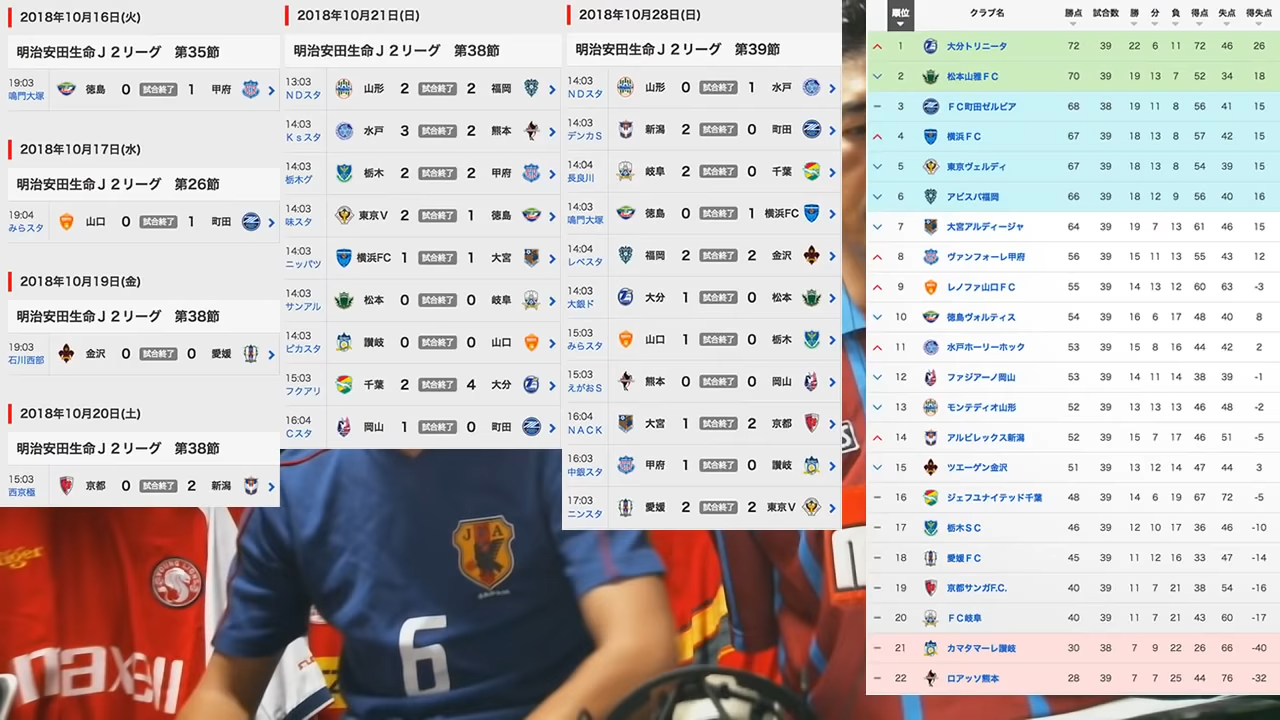 2018年10月16日(火)
明治安田生命Ｊ２リーグ 第35節
19:03 鳴門大塚 徳島 0 試合終了 1 甲府
2018年10月17日(水)
明治安田生命Ｊ２リーグ 第26節
19:04 みらスタ 山口 0 試合終了 1 町田
2018年10月19日(金)
明治安田生命Ｊ２リーグ 第38節
19:03 石川西部 金沢 0 試合終了 0 愛媛
2018年10月20日(土)
明治安田生命Ｊ２リーグ 第38節
15:03 西京極 京都 0 試合終了 2 新潟
2018年10月21日(日)
明治安田生命Ｊ２リーグ 第38節
13:03 ＮＤスタ 山形 2 試合終了 2 福岡
14:03 Ｋｓスタ 水戸 3 試合終了 2 熊本
14:03 栃木グ 栃木 2 試合終了 2 甲府
14:03 味スタ 東京Ｖ 2 試合終了 1 徳島
14:03 ニッパツ 横浜FC 1 試合終了 1 大宮
14:03 サンアル 松本 0 試合終了 0 岐阜
14:03 ピカスタ 讃岐 0 試合終了 0 山口
15:03 フクアリ 千葉 2 試合終了 4 大分
16:04 Ｃスタ 岡山 1 試合終了 0 町田
2018年10月28日(日)
明治安田生命Ｊ２リーグ 第39節
14:03 ＮＤスタ 山形 0 試合終了 1 水戸
14:03 デンカＳ 新潟 2 試合終了 0 町田
14:04 長良川 岐阜 2 試合終了 0 千葉
14:03 鳴門大塚 徳島 0 試合終了 1 横浜FC
14:04 レベスタ 福岡 2 試合終了 2 金沢
14:03 大銀ド 大分 1 試合終了 0 松本
15:03 みらスタ 山口 1 試合終了 0 栃木
15:03 えがおＳ 熊本 0 試合終了 0 岡山
16:04 ＮＡＣＫ 大宮 1 試合終了 2 京都
16:03 中銀スタ 甲府 1 試合終了 0 讃岐
17:03 ニンスタ 愛媛 2 試合終了 2 東京Ｖ
順位 クラブ名 勝点 試合数 勝 分 負 得点 失点 得失点
1 大分トリニータ 72 39 22 6 11 72 46 26
2 松本山雅ＦＣ 70 39 19 13 7 52 34 18
3 ＦＣ町田ゼルビア 68 38 19 11 8 56 41 15
4 横浜ＦＣ 67 39 18 13 8 57 42 15
5 東京ヴェルディ 67 39 18 13 8 54 39 15
6 アビスパ福岡 66 39 18 12 9 56 40 16
7 大宮アルディージャ 64 39 19 7 13 61 46 15
8 ヴァンフォーレ甲府 56 39 15 11 13 55 43 12
9 レノファ山口ＦＣ 55 39 14 13 12 60 63 -3
10 徳島ヴォルティス 54 39 16 6 17 48 40 8
11 水戸ホーリーホック 53 39 15 8 16 44 42 2
12 ファジアーノ岡山 53 39 14 11 14 38 39 -1
13 モンテディオ山形 52 39 13 13 13 46 48 -2
14 アルビレックス新潟 52 39 15 7 17 46 51 -5
15 ツエーゲン金沢 51 39 13 12 14 47 44 3
16 ジェフユナイテッド千葉 48 39 14 6 19 67 72 -5
17 栃木ＳＣ 46 39 12 10 17 36 46 -10
18 愛媛ＦＣ 45 39 11 12 16 33 47 -14
19 京都サンガF.C. 40 39 11 7 21 38 54 -16
20 ＦＣ岐阜 40 39 11 7 21 43 60 -17
21 カマタマーレ讃岐 30 38 7 9 22 26 66 -40
22 ロアッソ熊本 28 39 7 7 25 44 76 -32
maxell
6